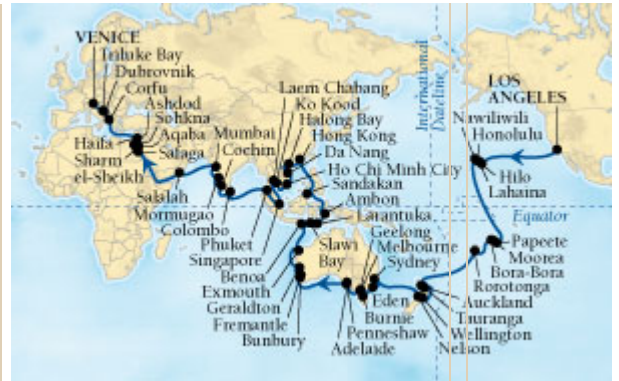 VENICE
Triluke Bay
Dubrovnik
Corfu
Ashdod
Sohkna
Aqaba
Safaga
Haifa
Sharm
el-Sheikh
Salalah
Mormugao
Colombo
Mumbai
Cochin
Laem Chabang
Ko Kood
Halong Bay
Hong Kong
Da Nang
Ho Chi Minh City
Sandakan
Ambon
Larantuka
Slawi
Bay
Phuket
Singapore
Benoa
Exmouth
Geraldton
Fremantle
Bunbury
Geelong
Melbourne
Sydney
Eden
Burnie
Penneshaw
Adelaide
International
Dateline
LOS
ANGELES
Nawiliwili
Honolulu
Hilo
Lahaina
Equator
Papeete
Moorea
Bora-Bora
Rorotonga
Auckland
Tauranga
Wellington
Nelson